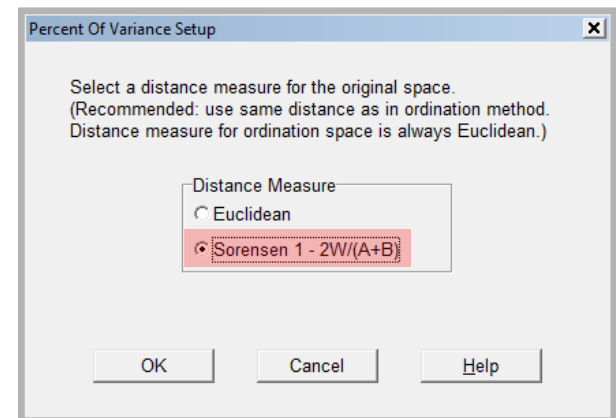 Percent Of Variance Setup
Select a distance measure for the original space.
(Recommended: use same distance as in ordination method.
Distance measure for ordination space is always Euclidean.)
Distance Measure
Euclidean
Sorensen 1 - 2W/(A+B)
OK Cancel Help